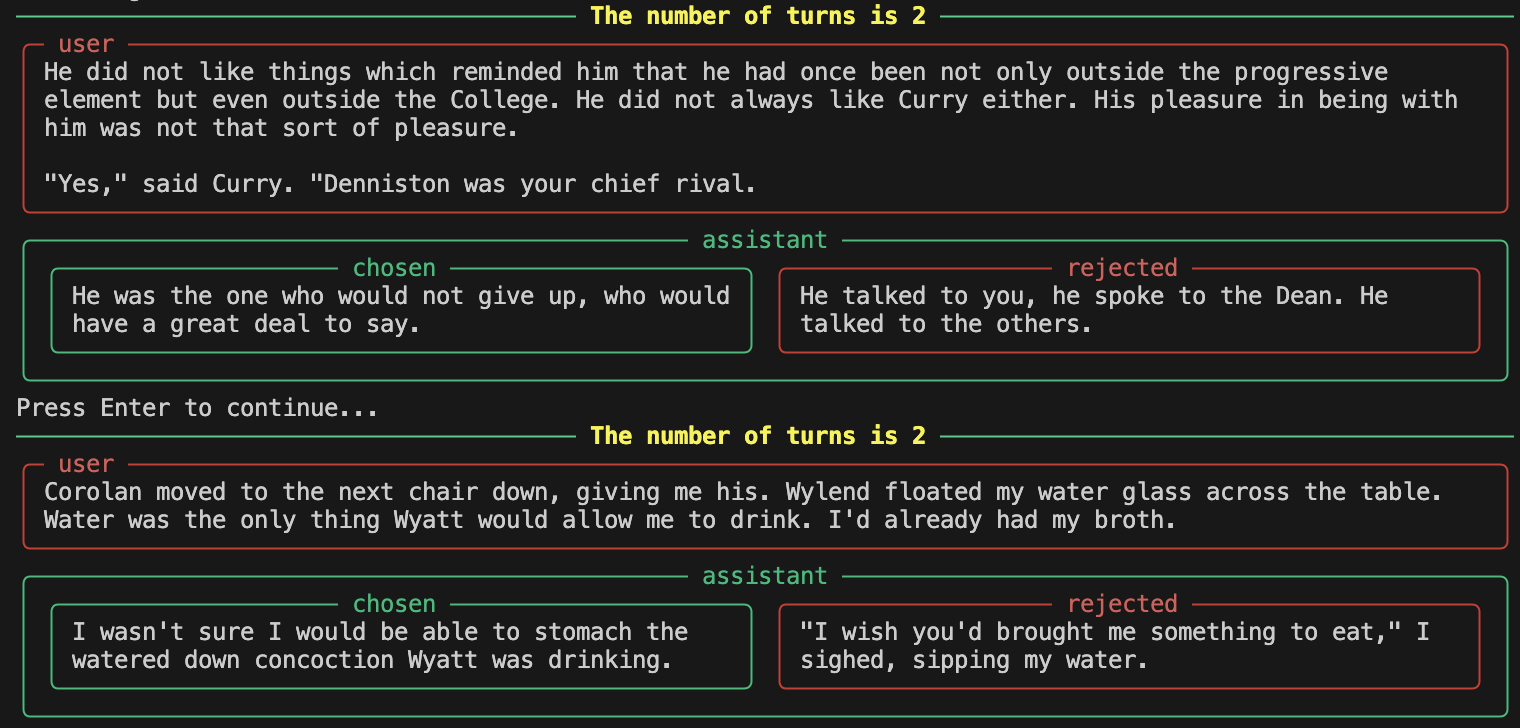 The number of turns is 2
user
He did not like things which reminded him that he had once been not only outside the progressive
element but even outside the College. He did not always like Curry either. His pleasure in being with
him was not that sort of pleasure.
"Yes," said Curry. "Denniston was your chief rival.
assistant
chosen
He was the one who would not give up, who would
have a great deal to say.
rejected
He talked to you, he spoke to the Dean. He
talked to the others.
Press Enter to continue...
The number of turns is 2
user
Corolan moved to the next chair down, giving me his. Wylend floated my water glass across the table.
Water was the only thing Wyatt would allow me to drink. I'd already had my broth.
assistant
chosen
I wasn't sure I would be able to stomach the
watered down concoction Wyatt was drinking.
rejected
"I wish you'd brought me something to eat," I
sighed, sipping my water.